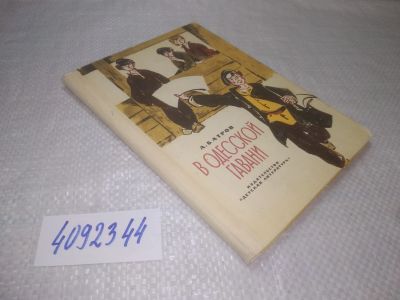 А. БАТРОВ
В ОДЕССКОЙ
ГАВАНИ
ИЗДАТЕЛЬСТВО
«ДЕТСКАЯ ЛИТЕРАТУРА»
4092344